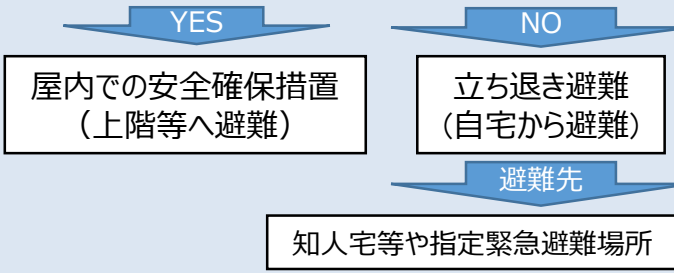 YES
NO
屋内での安全確保措置
（上階等へ避難）
立ち退き避難
（自宅から避難）
避難先
知人宅等や指定緊急避難場所